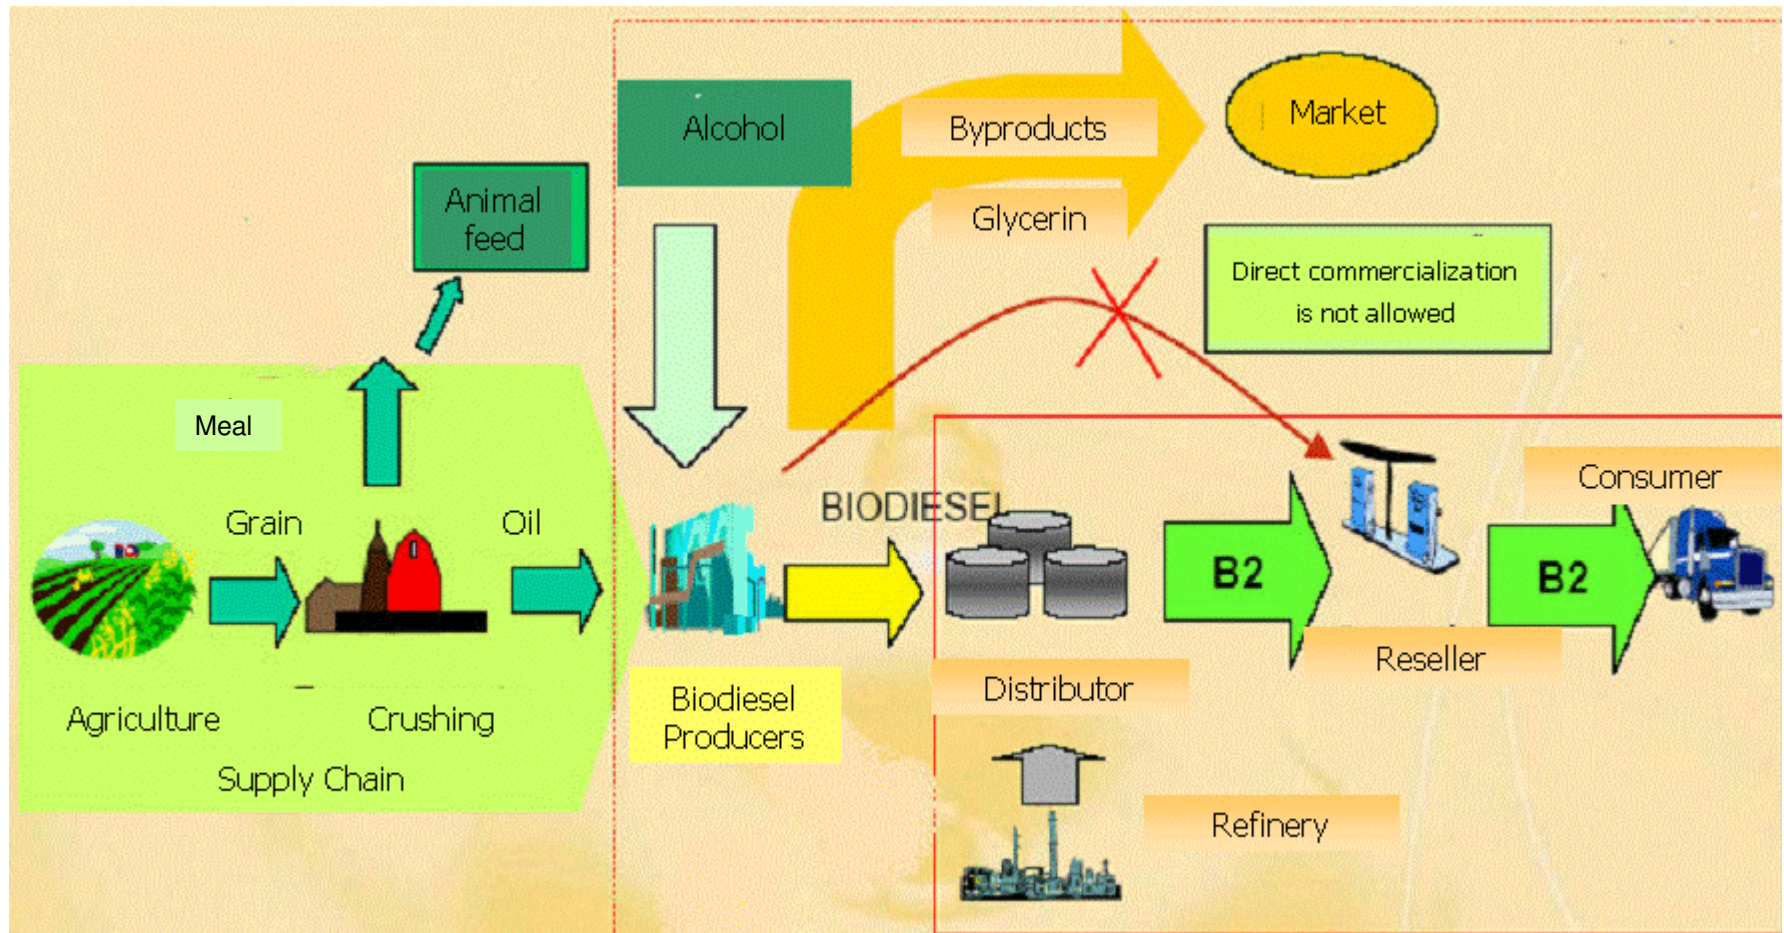 Alcohol
Byproducts
Market
Animal
feed
Glycerin
Direct commercialization
is not allowed
Meal
Consumer
Grain
Oil
BIODIESEL
B2
B2
Reseller
Agriculture
Crushing
Biodiesel
Producers
Distributor
Supply Chain
Refinery